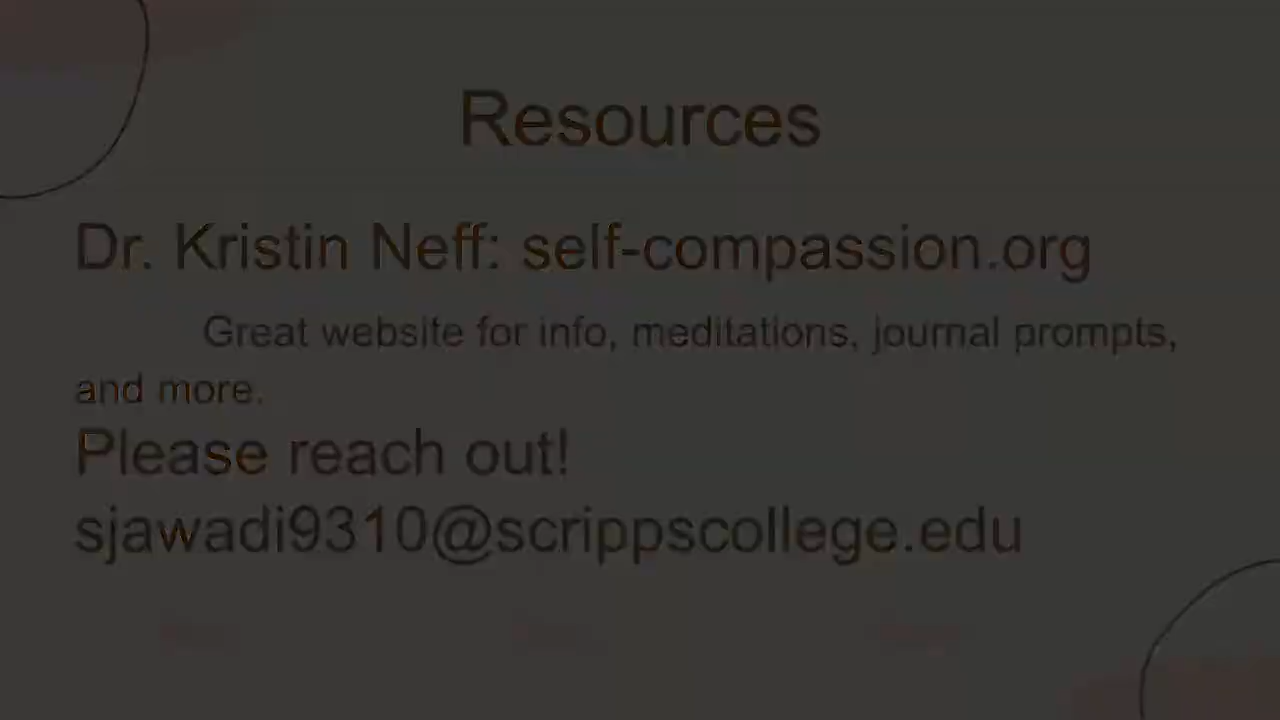 Resources
Dr. Kristin Neff: self-compassion.org
Great website for info, meditations, journal prompts,
and more.
Please reach out!
sjawadi9310@scrippscollege.edu